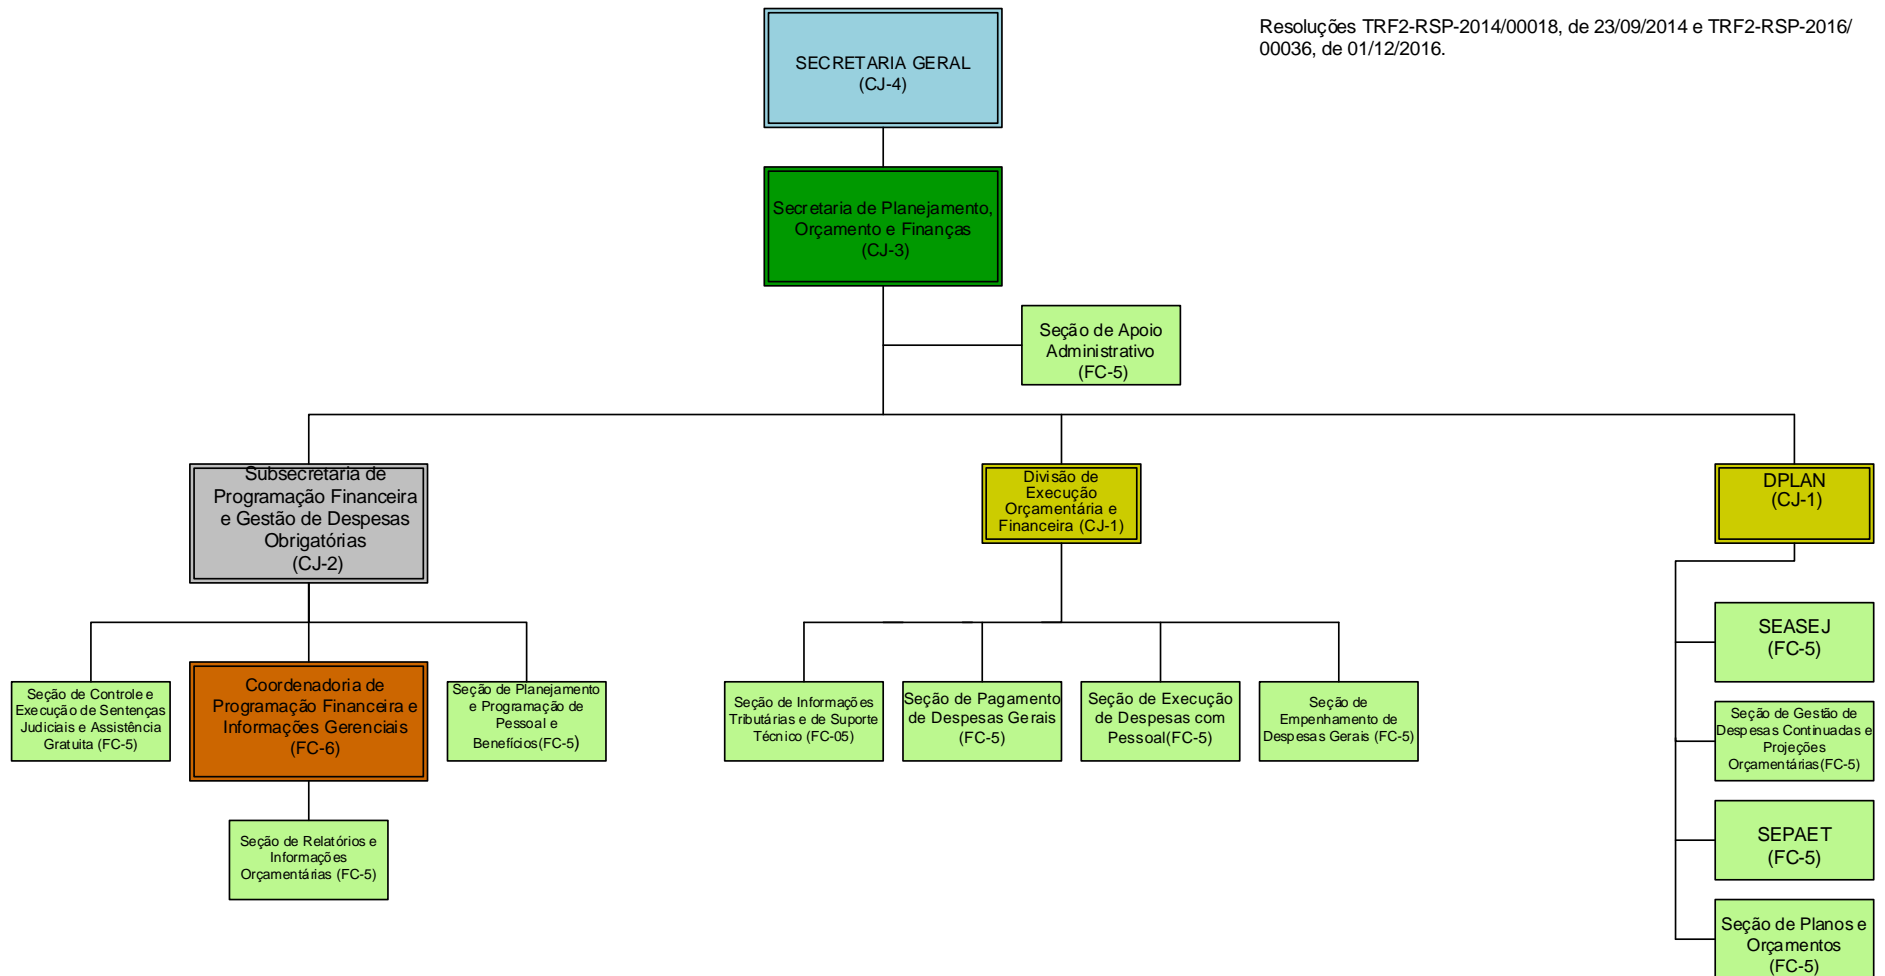 Resoluções TRF2-RSP-2014/00018, de 23/09/2014 e TRF2-RSP-2016/
00036, de 01/12/2016.
SECRETARIA GERAL
(CJ-4)
Secretaria de Planejamento,
Orçamento e Finanças
(CJ-3)
Seção de Apoio
Administrativo
(FC-5)
Subsecretaria de
Programação Financeira
e Gestão de Despesas
Obrigatórias
(CJ-2)
Divisão de
Execução
Orçamentária e
Financeira (CJ-1)
DPLAN
(CJ-1)
Seção de Controle e
Execução de Sentenças
Judiciais e Assistência
Gratuita (FC-5)
Coordenadoria de
Programação Financeira e
Informações Gerenciais
(FC-6)
Seção de Planejamento
e Programação de
Pessoal e
Benefícios(FC-5)
Seção de Relatórios e
Informações
Orçamentárias (FC-5)
Seção de Informações
Tributárias e de Suporte
Técnico (FC-05)
Seção de Pagamento
de Despesas Gerais
(FC-5)
Seção de Execução
de Despesas com
Pessoal(FC-5)
Seção de
Empenhamento de
Despesas Gerais (FC-5)
SEASEJ
(FC-5)
Seção de Gestão de
Despesas Continuadas e
Projeções
Orçamentárias(FC-5)
SEPAET
(FC-5)
Seção de Planos e
Orçamentos
(FC-5)